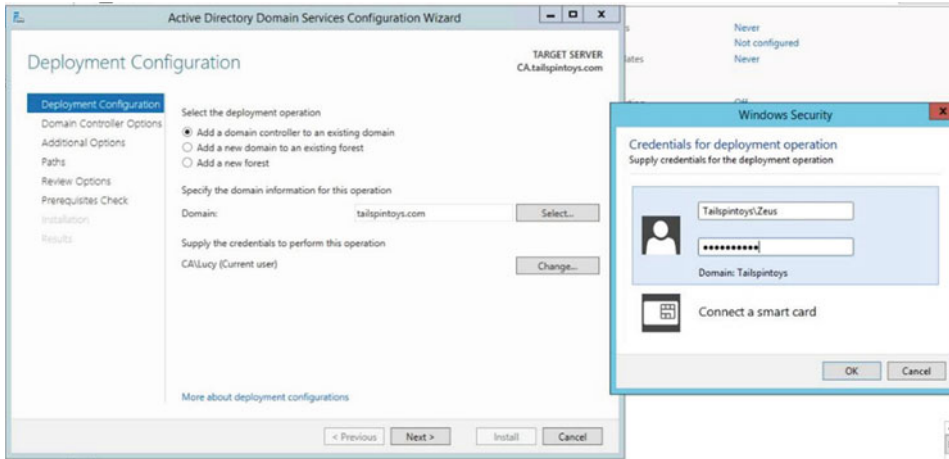 Active Directory Domain Services Configuration Wizard
Deployment Configuration
TARGET SERVER
CA.tailspintoys.com
Deployment Configuration
Domain Controller Options
Additional Options
Paths
Review Options
Prerequisites Check
Installation
Results
Select the deployment operation
Add a domain controller to an existing domain
Add a new domain to an existing forest
Add a new forest
Specify the domain information for this operation
Domain:
tailspintoys.com
Select...
Supply the credentials to perform this operation
CA\Lucy (Current user)
Change...
More about deployment configurations
< Previous
Next >
Install
Cancel
Never
Not configured
Never
Windows Security
Credentials for deployment operation
Supply credentials for the deployment operation
Tailspintoys\Zeus
●●●●●●●●●●
Domain: Tailspintoys
Connect a smart card
OK
Cancel